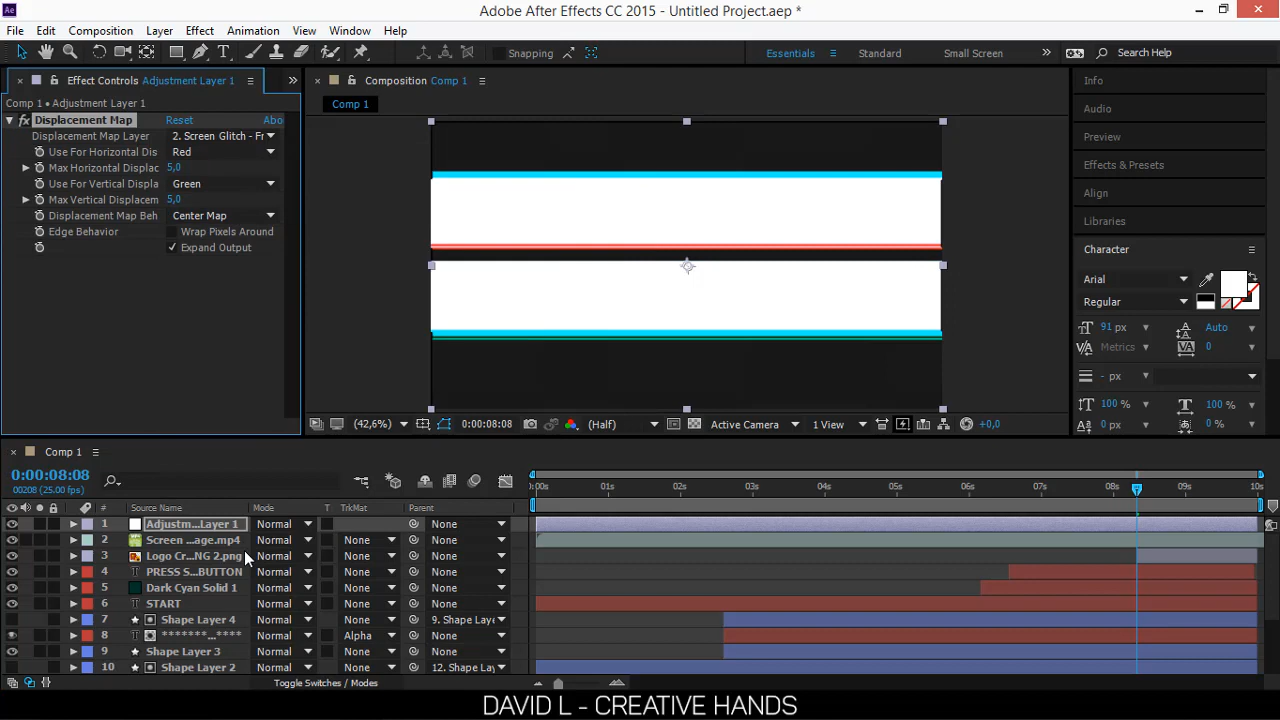 Adobe After Effects CC 2015 - Untitled Project.aep *
File Edit Composition Layer Effect Animation View Window Help
Snapping
Essentials Standard Small Screen Search Help
Effect Controls Adjustment Layer 1
Composition Comp 1
Info
Comp 1 • Adjustment Layer 1
Comp 1
Audio
fx Displacement Map Reset Abo
Displacement Map Layer 2. Screen Glitch - Fr
Use For Horizontal Dis Red
Max Horizontal Displac 5,0
Use For Vertical Displa Green
Max Vertical Displacem 5,0
Displacement Map Beh Center Map
Edge Behavior Wrap Pixels Around
Expand Output
Preview
Effects & Presets
Align
Libraries
Character
Arial
Regular
91 px Auto
Metrics 0
- px
100 % 100 %
0 px 0 %
(42,6%) 0:00:08:08 (Half) Active Camera 1 View +0,0
Comp 1
0:00:08:08
00208 (25.00 fps)
:00s 01s 02s 03s 04s 05s 06s 07s 08s 09s 10s
# Source Name Mode T TrkMat Parent
1 Adjustm...Layer 1 Normal None
2 Screen ...age.mp4 Normal None None
3 Logo Cr...NG 2.png Normal None None
4 T PRESS S...BUTTON Normal None None
5 Dark Cyan Solid 1 Normal None None
6 T START Normal None None
7 Shape Layer 4 Normal None 9. Shape Laye
8 T *******...**** Normal Alpha None
9 Shape Layer 3 Normal None None
10 Shape Layer 2 Normal None 12. Shape Lay
Toggle Switches / Modes
DAVID L - CREATIVE HANDS